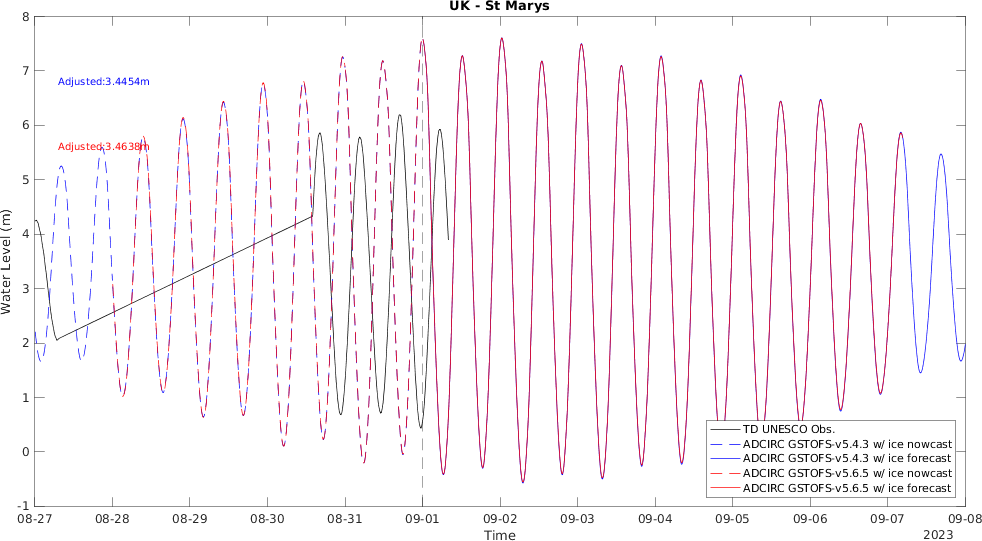 UK - St Marys
8
7
6
5
4
3
2
1
0
-1
Water Level (m)
Adjusted:3.4454m
Adjusted:3.4638m
TD UNESCO Obs.
ADCIRC GSTOFS-v5.4.3 w/ ice nowcast
ADCIRC GSTOFS-v5.4.3 w/ ice forecast
ADCIRC GSTOFS-v5.6.5 w/ ice nowcast
ADCIRC GSTOFS-v5.6.5 w/ ice forecast
08-27 08-28 08-29 08-30 08-31 09-01 09-02 09-03 09-04 09-05 09-06 09-07 09-08
Time
2023